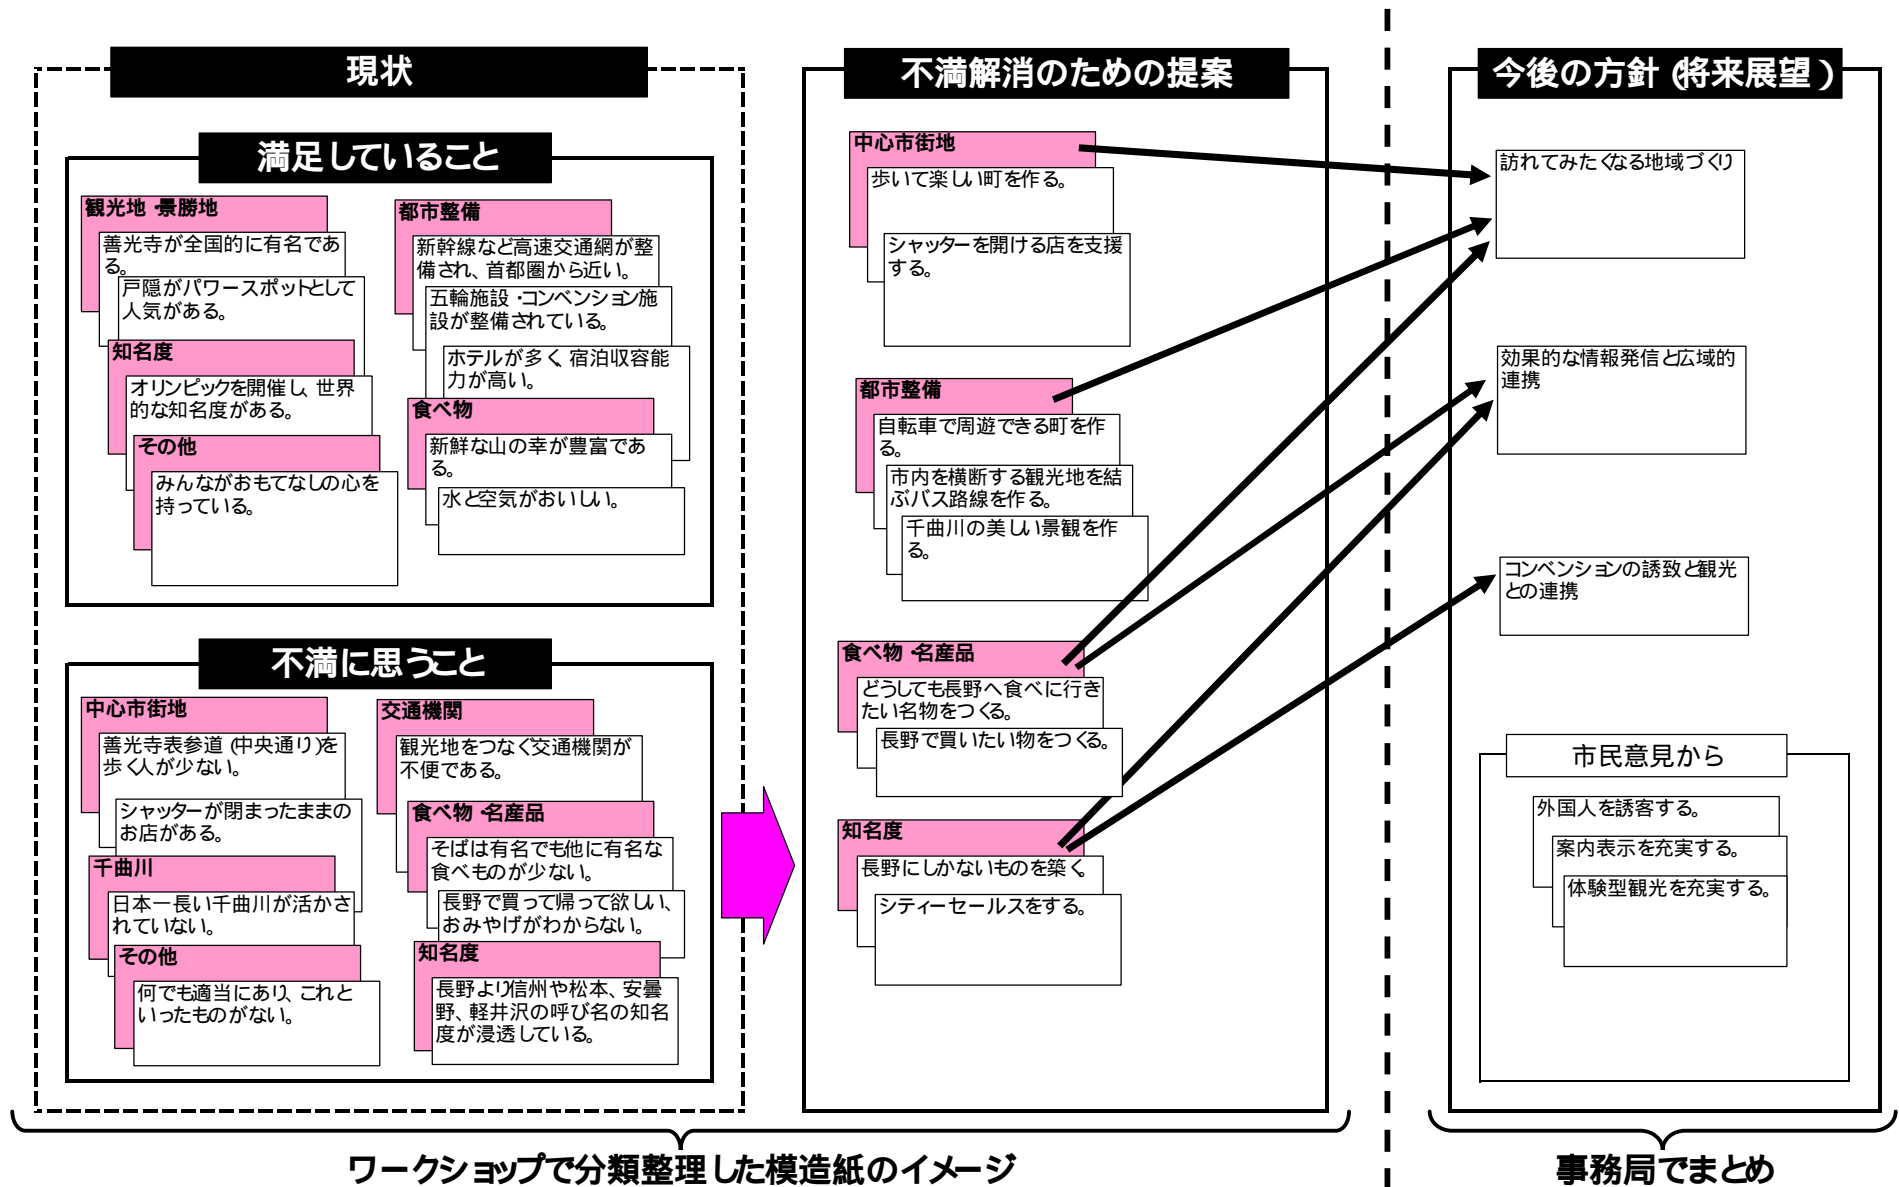 現状
満足していること
観光地・景勝地
善光寺が全国的に有名であ
る。
戸隠がパワースポットとして
人気がある。
知名度
オリンピックを開催し、世界
的な知名度がある。
その他
みんながおもてなしの心を
持っている。
都市整備
新幹線など高速交通網が整
備され、首都圏から近い。
五輪施設・コンベンション施
設が整備されている。
ホテルが多く、宿泊収容能
力が高い。
食べ物
新鮮な山の幸が豊富であ
る。
水と空気がおいしい。
不満に思うこと
中心市街地
善光寺表参道（中央通り）を
歩く人が少ない。
シャッターが閉まったままの
お店がある。
千曲川
日本一長い千曲川が活かさ
れていない。
その他
何でも適当にあり、これと
いったものがない。
交通機関
観光地をつなぐ交通機関が
不便である。
食べ物・名産品
そばは有名でも他に有名な
食べものが少ない。
長野で買って帰って欲しい、
おみやげがわからない。
知名度
長野より信州や松本、安曇
野、軽井沢の呼び名の知名
度が浸透している。
不満解消のための提案
中心市街地
歩いて楽しい町を作る。
シャッターを開ける店を支援
する。
都市整備
自転車で周遊できる町を作
る。
市内を横断する観光地を結
ぶバス路線を作る。
千曲川の美しい景観を作
る。
食べ物・名産品
どうしても長野へ食べに行き
たい名物をつくる。
長野で買いたい物をつくる。
知名度
長野にしかないものを築く。
シティーセールスをする。
今後の方針（将来展望）
訪れてみたくなる地域づくり
効果的な情報発信と広域的
連携
コンベンションの誘致と観光
との連携
市民意見から
外国人を誘客する。
案内表示を充実する。
体験型観光を充実する。
ワークショップで分類整理した模造紙のイメージ
事務局でまとめ